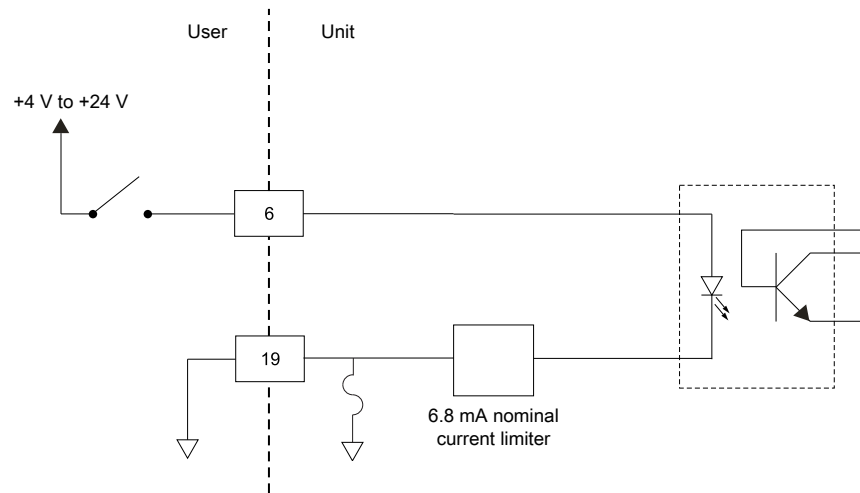 User
Unit
+4 V to +24 V
6
19
6.8 mA nominal
current limiter